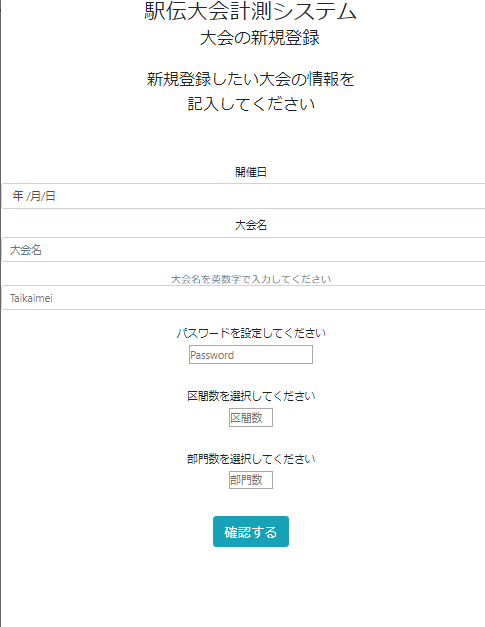 駅伝大会計測システム
大会の新規登録
新規登録したい大会の情報を
記入してください
開催日
年 /月/日
大会名
大会名
大会名を英数字で入力してください
Taikaimei
パスワードを設定してください
Password
区間数を選択してください
区間数
部門数を選択してください
部門数
確認する